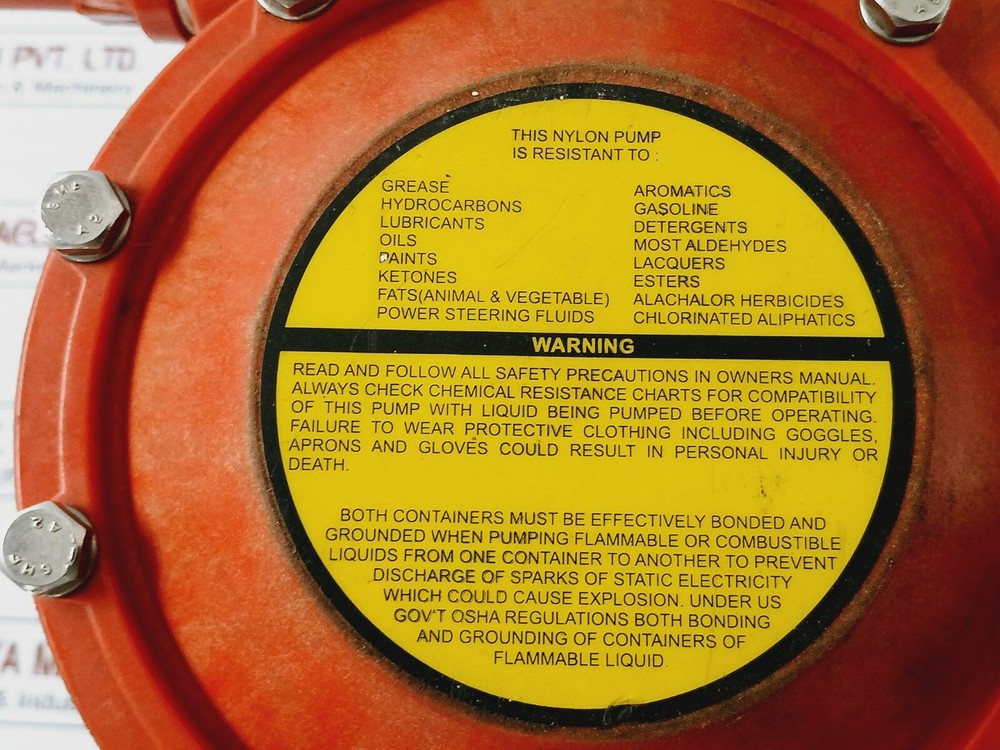 PVT. LTD.
& Machinery
THIS NYLON PUMP
IS RESISTANT TO :
GREASE
HYDROCARBONS
LUBRICANTS
OILS
PAINTS
KETONES
FATS(ANIMAL & VEGETABLE)
POWER STEERING FLUIDS
AROMATICS
GASOLINE
DETERGENTS
MOST ALDEHYDES
LACQUERS
ESTERS
ALACHALOR HERBICIDES
CHLORINATED ALIPHATICS
WARNING
READ AND FOLLOW ALL SAFETY PRECAUTIONS IN OWNERS MANUAL.
ALWAYS CHECK CHEMICAL RESISTANCE CHARTS FOR COMPATIBILITY
OF THIS PUMP WITH LIQUID BEING PUMPED BEFORE OPERATING.
FAILURE TO WEAR PROTECTIVE CLOTHING INCLUDING GOGGLES,
APRONS AND GLOVES COULD RESULT IN PERSONAL INJURY OR
DEATH.
BOTH CONTAINERS MUST BE EFFECTIVELY BONDED AND
GROUNDED WHEN PUMPING FLAMMABLE OR COMBUSTIBLE
LIQUIDS FROM ONE CONTAINER TO ANOTHER TO PREVENT
DISCHARGE OF SPARKS OF STATIC ELECTRICITY
WHICH COULD CAUSE EXPLOSION. UNDER US
GOV'T OSHA REGULATIONS BOTH BONDING
AND GROUNDING OF CONTAINERS OF
FLAMMABLE LIQUID.
A2